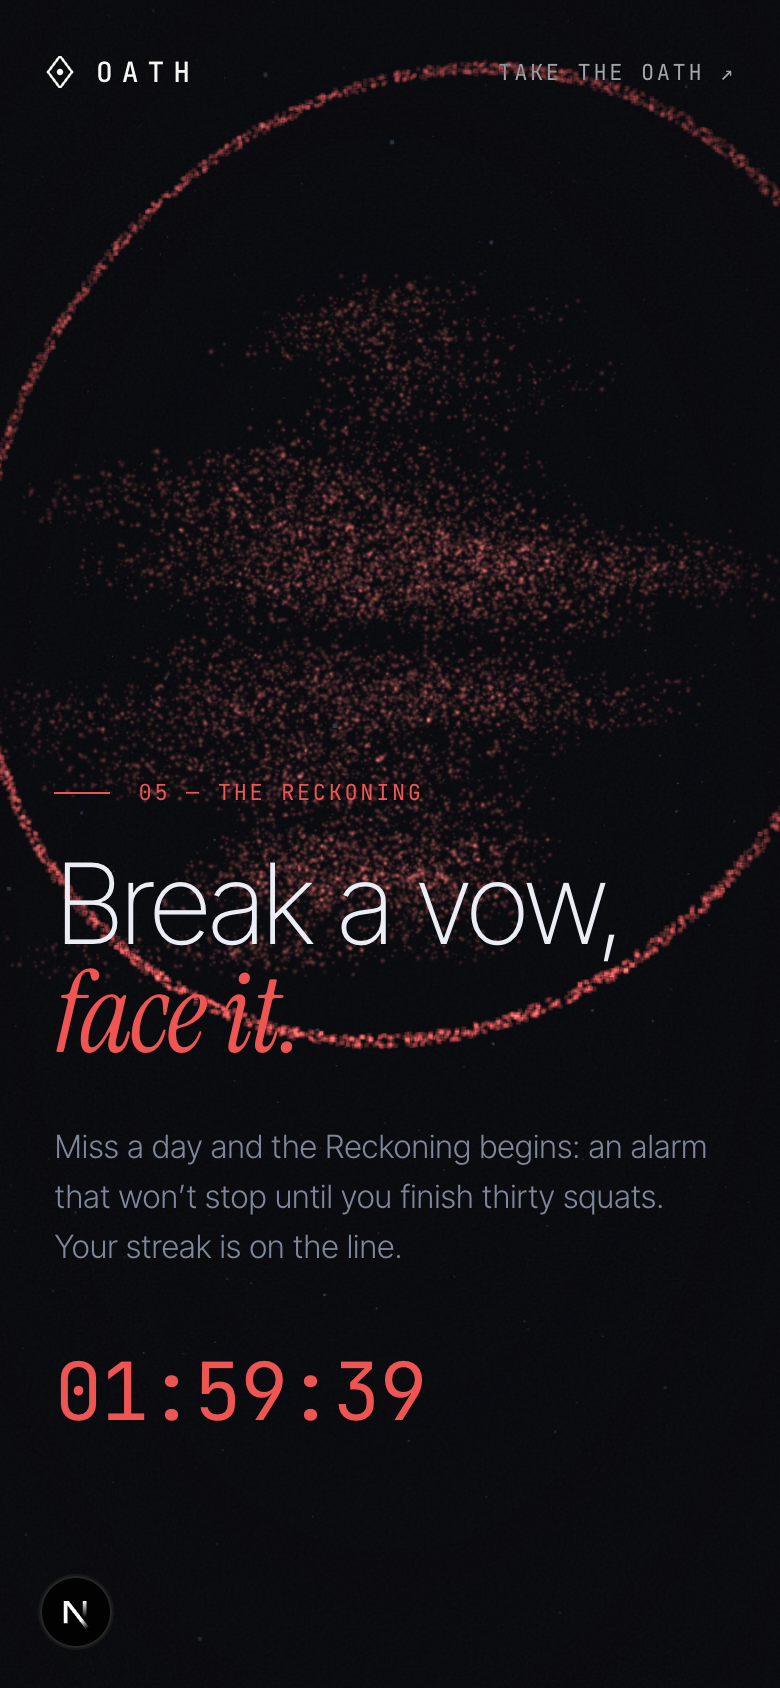 OATH
TAKE THE OATH ↗
05 — THE RECKONING
Break a vow,
face it.
Miss a day and the Reckoning begins: an alarm
that won’t stop until you finish thirty squats.
Your streak is on the line.
01:59:39
N